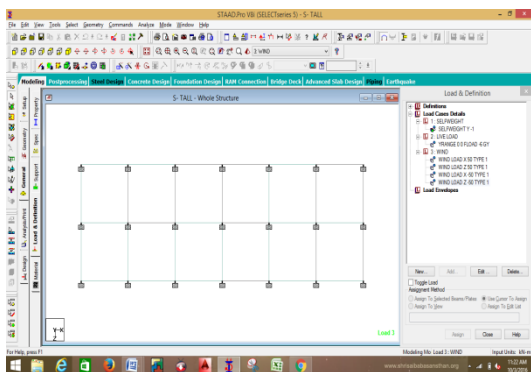 STAAD.Pro V8i (SELECTseries 5) - S- TALL
File Edit View Tools Select Geometry Commands Analyze Mode Window Help
3: WIND
Modeling Postprocessing Steel Design Concrete Design Foundation Design RAM Connection Bridge Deck Advanced Slab Design Piping Earthquake
S- TALL - Whole Structure
Load & Definition
Setup
Property
Geometry
Spec
General
Support
Analysis/Print
Load & Definition
Design
Material
Definitions
Load Cases Details
1: SELFWEIGHT
SELFWEIGHT Y -1
2: LIVE LOAD
YRANGE 0 0 FLOAD 4 GY
3: WIND
WIND LOAD X 50 TYPE 1
WIND LOAD Z 50 TYPE 1
WIND LOAD X -50 TYPE 1
WIND LOAD Z -50 TYPE 1
Load Envelopes
New... Add... Edit... Delete...
Toggle Load
Assignment Method
Assign To Selected Beams/Plates Use Cursor To Assign
Assign To View Assign To Edit List
Assign Close Help
Y-X
Z
Load 3
For Help, press F1
Modeling Mo Load 3 : WIND Input Units: kN-m
11:22 AM